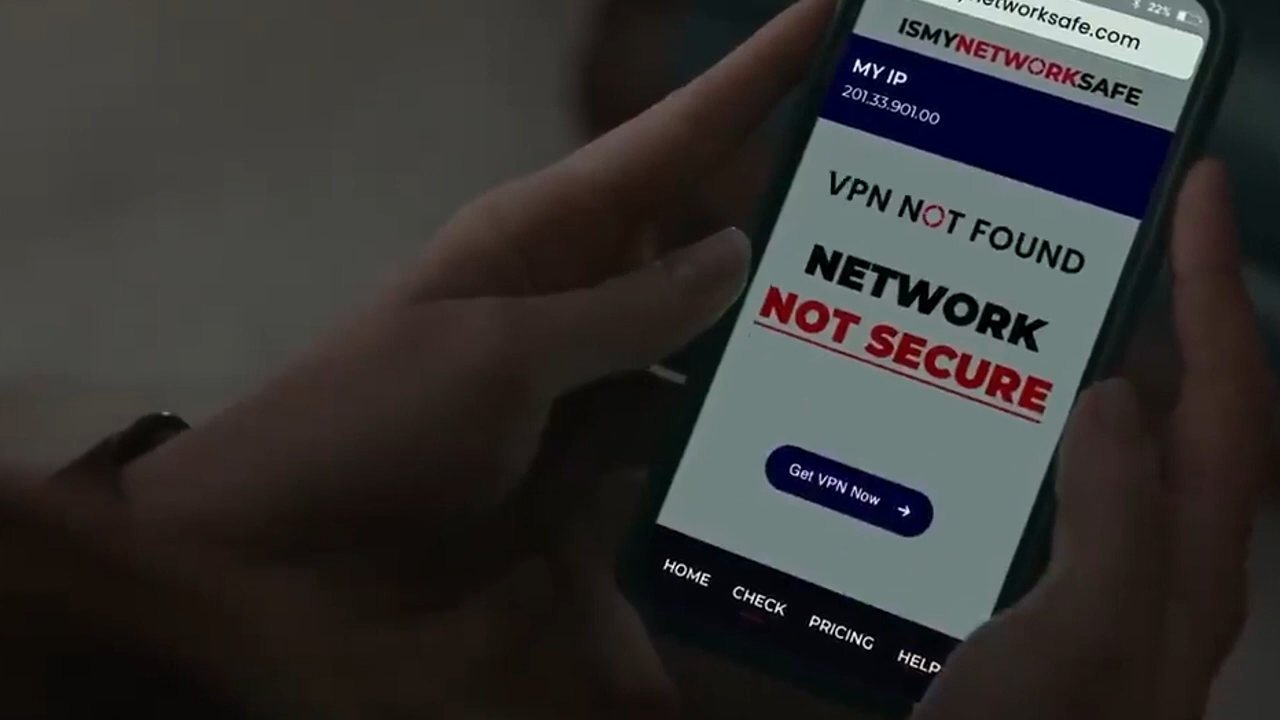 22%
networksafe.com
ISMYNETWORKSAFE
MY IP
201.33.901.00
VPN NOT FOUND
NETWORK
NOT SECURE
Get VPN Now
HOME CHECK PRICING HELP